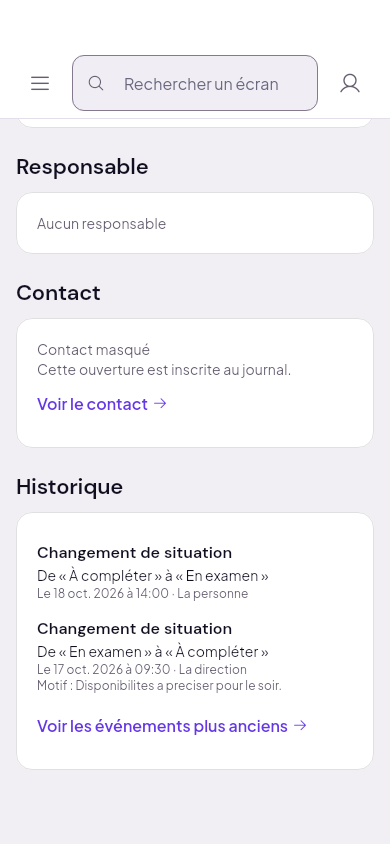 Rechercher un écran
Responsable
Aucun responsable
Contact
Contact masqué
Cette ouverture est inscrite au journal.
Voir le contact →
Historique
Changement de situation
De « À compléter » à « En examen »
Le 18 oct. 2026 à 14:00 · La personne
Changement de situation
De « En examen » à « À compléter »
Le 17 oct. 2026 à 09:30 · La direction
Motif : Disponibilites a preciser pour le soir.
Voir les événements plus anciens →